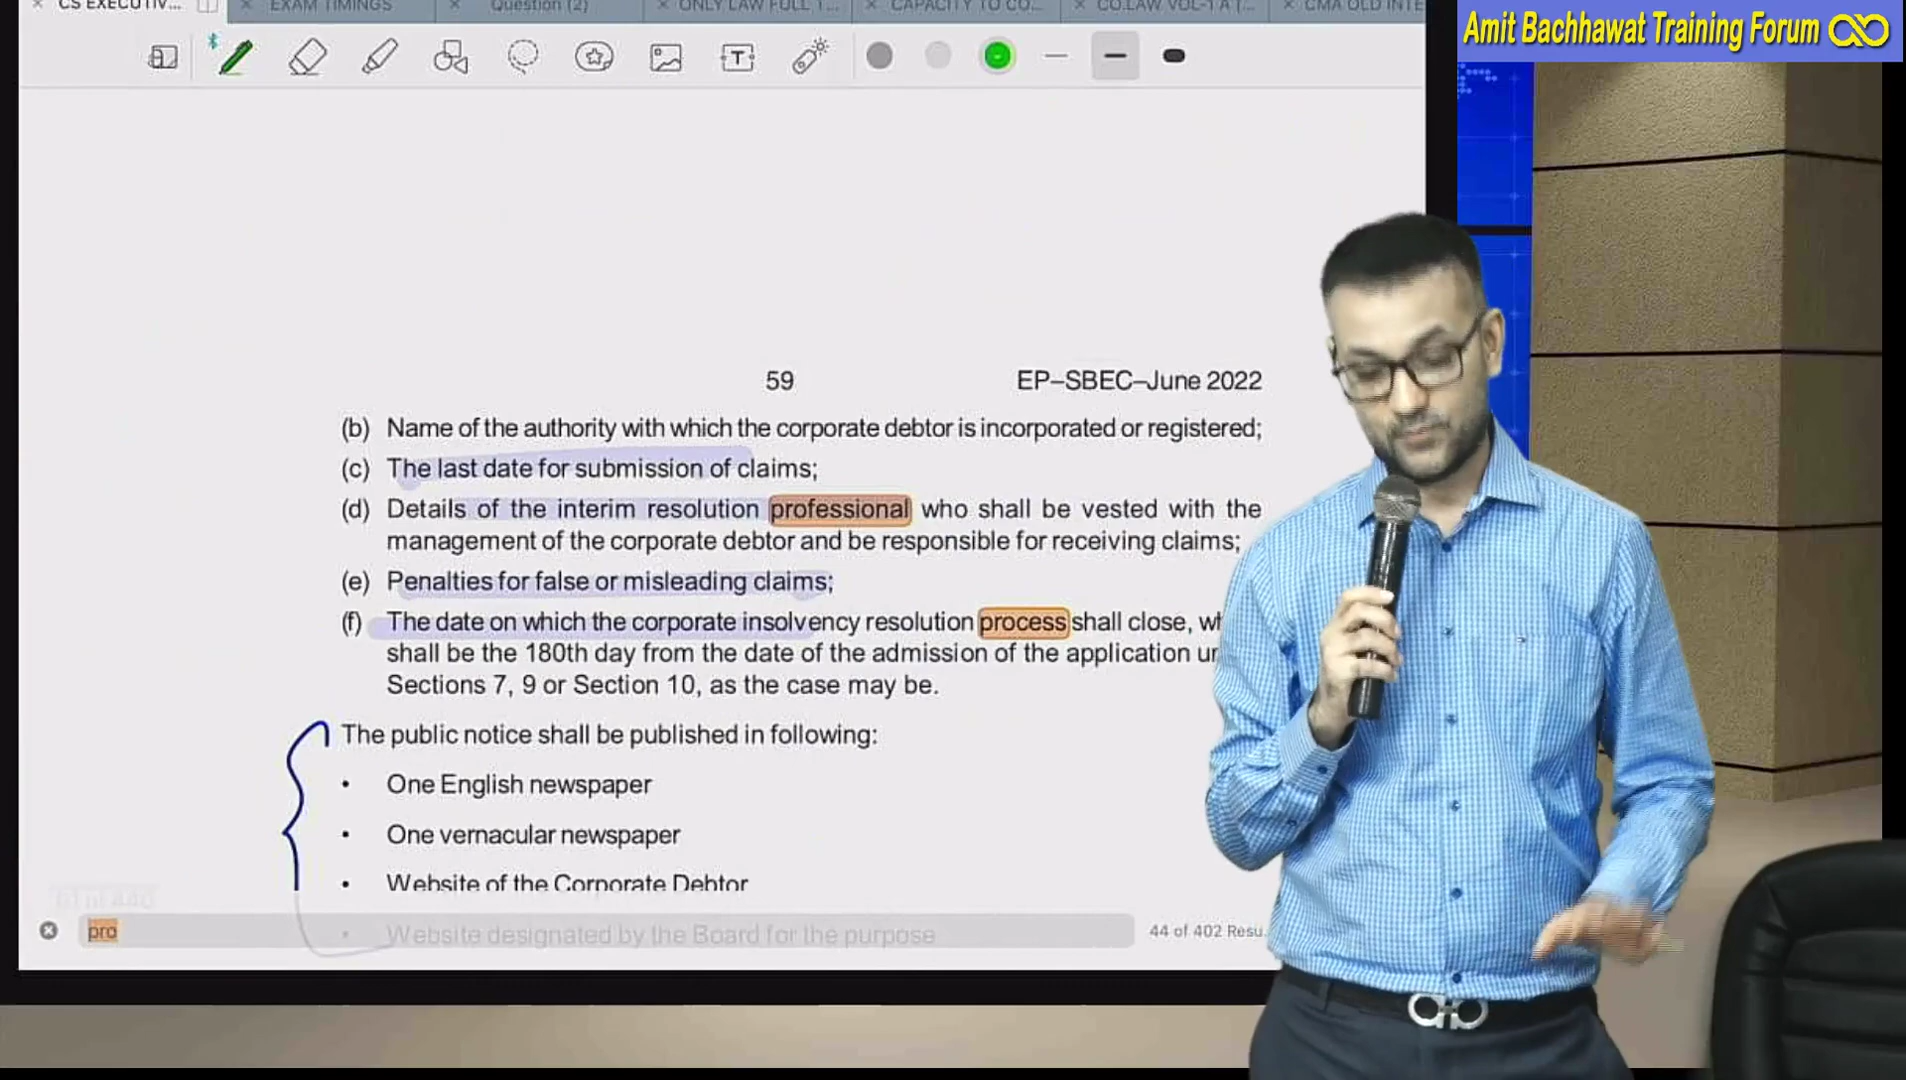 CS EXECUTIV...
EXAM TIMINGS
Question (2)
ONLY LAW FULL 1...
CAPACITY TO CO...
CO.LAW VOL-1 A (...
CMA OLD INTE
Amit Bachhawat Training Forum
T
59
EP–SBEC–June 2022
(b) Name of the authority with which the corporate debtor is incorporated or registered;
(c) The last date for submission of claims;
(d) Details of the interim resolution professional who shall be vested with the
management of the corporate debtor and be responsible for receiving claims;
(e) Penalties for false or misleading claims;
(f) The date on which the corporate insolvency resolution process shall close,
shall be the 180th day from the date of the admission of the application
Sections 7, 9 or Section 10, as the case may be.
The public notice shall be published in following:
• One English newspaper
• One vernacular newspaper
• Website of the Corporate Debtor
• Website designated by the Board for the purpose
pro
44 of 402 Resu